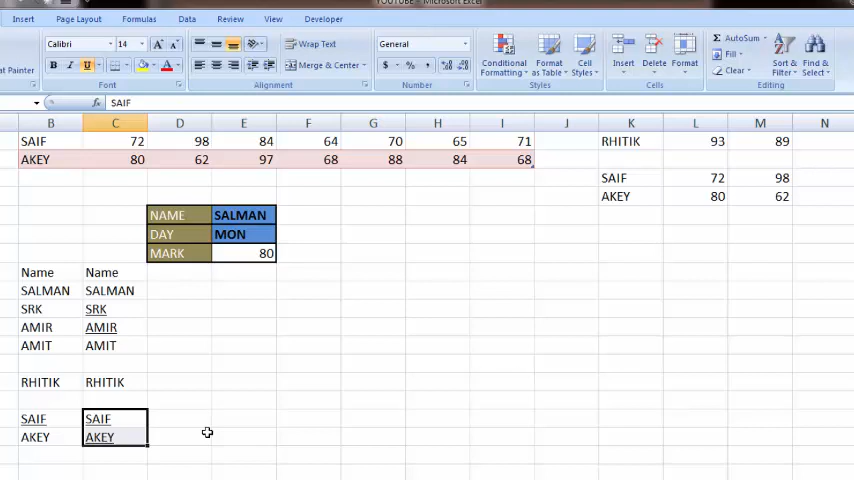 YOUTUBE - Microsoft Excel
Insert Page Layout Formulas Data Review View Developer
Calibri 14 A A Wrap Text General Conditional Formatting Format as Table Cell Styles Insert Delete Format Σ AutoSum Fill Clear Sort & Filter Find & Select
at Painter B I U A Merge & Center $ % ,
Font Alignment Number Styles Cells Editing
fx SAIF
B C D E F G H I J K L M N
SAIF 72 98 84 64 70 65 71 RHITIK 93 89
AKEY 80 62 97 68 88 84 68
SAIF 72 98
AKEY 80 62
NAME SALMAN
DAY MON
MARK 80
Name Name
SALMAN SALMAN
SRK SRK
AMIR AMIR
AMIT AMIT
RHITIK RHITIK
SAIF SAIF
AKEY AKEY